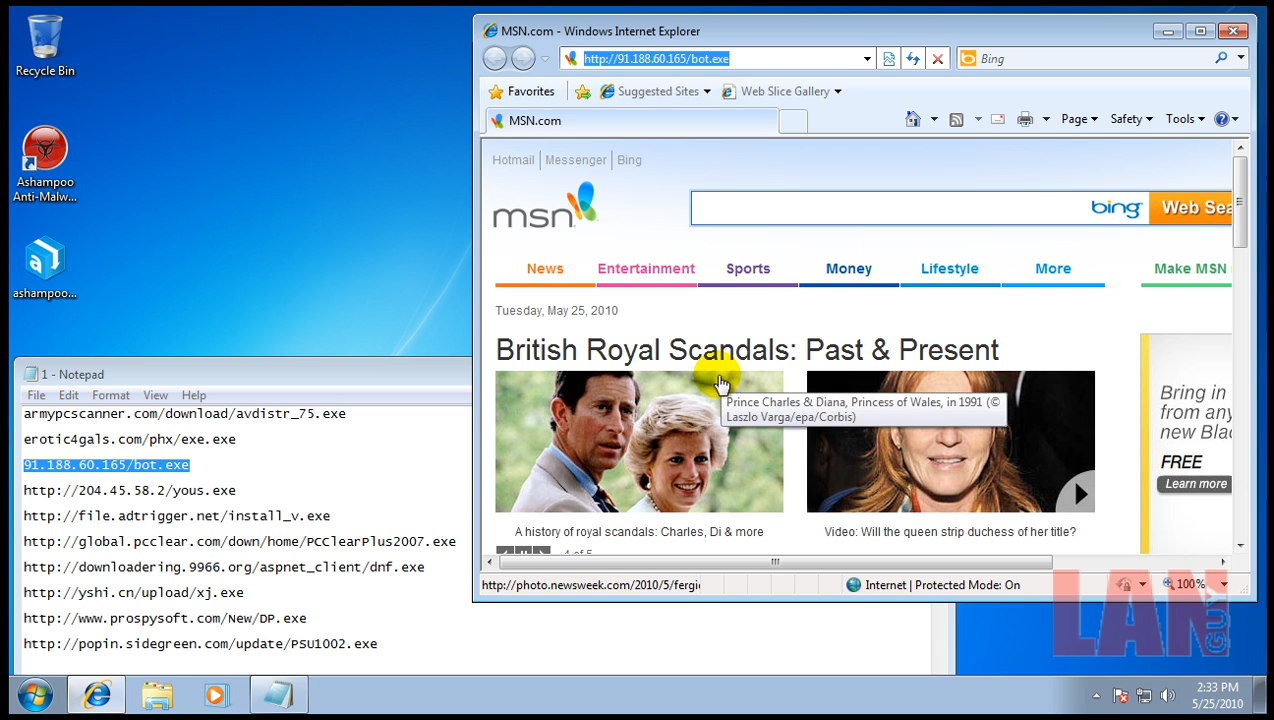 Recycle Bin
Ashampoo
Anti-Malw...
ashampoo...
MSN.com - Windows Internet Explorer
http://91.188.60.165/bot.exe
Bing
Favorites
Suggested Sites
Web Slice Gallery
MSN.com
Page
Safety
Tools
Hotmail
Messenger
Bing
msn
bing
Web Sea
News
Entertainment
Sports
Money
Lifestyle
More
Make MSN
Tuesday, May 25, 2010
British Royal Scandals: Past & Present
Prince Charles & Diana, Princess of Wales, in 1991 (©
Laszlo Varga/epa/Corbis)
A history of royal scandals: Charles, Di & more
Video: Will the queen strip duchess of her title?
4 of 5
Bring in
from any
new Blac
FREE
Learn more
http://photo.newsweek.com/2010/5/fergi
Internet | Protected Mode: On
100%
1 - Notepad
File
Edit
Format
View
Help
armypcscanner.com/download/avdistr_75.exe
erotic4gals.com/phx/exe.exe
91.188.60.165/bot.exe
http://204.45.58.2/yous.exe
http://file.adtrigger.net/install_v.exe
http://global.pcclear.com/down/home/PCClearPlus2007.exe
http://downloadering.9966.org/aspnet_client/dnf.exe
http://yshi.cn/upload/xj.exe
http://www.prospysoft.com/New/DP.exe
http://popin.sidegreen.com/update/PSU1002.exe
LAN
GUY
2:33 PM
5/25/2010